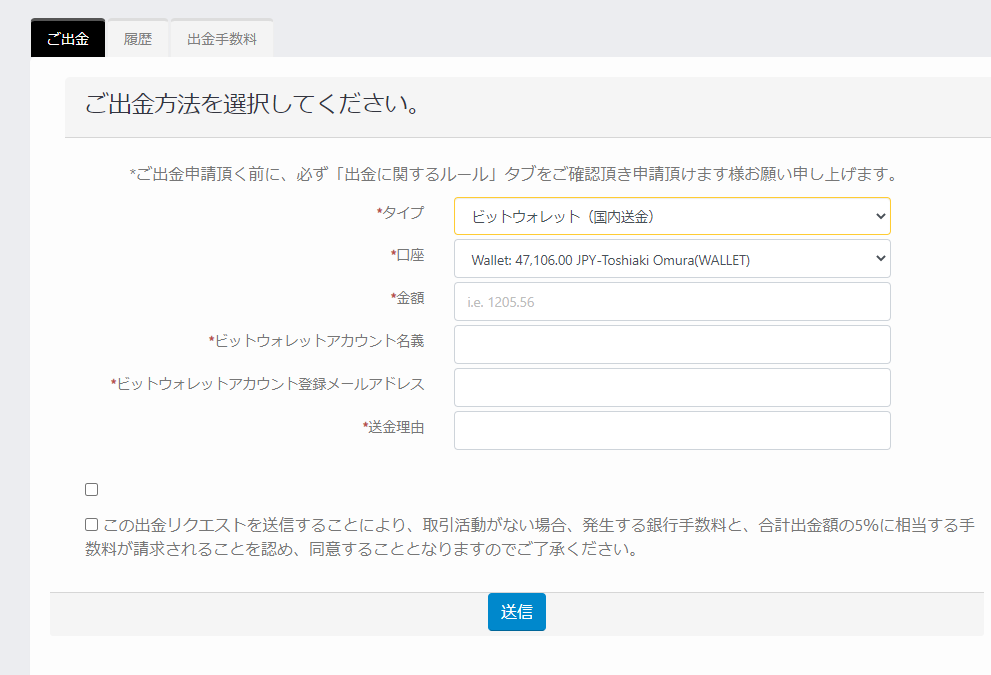 ご出金 履歴 出金手数料
ご出金方法を選択してください。
*ご出金申請頂く前に、必ず「出金に関するルール」タブをご確認頂き申請頂けます様お願い申し上げます。
*タイプ ビットウォレット（国内送金）
*口座 Wallet: 47,106.00 JPY-Toshiaki Omura(WALLET)
*金額 i.e. 1205.56
*ビットウォレットアカウント名義
*ビットウォレットアカウント登録メールアドレス
*送金理由
この出金リクエストを送信することにより、取引活動がない場合、発生する銀行手数料と、合計出金額の5%に相当する手
数料が請求されることを認め、同意することとなりますのでご了承ください。
送信